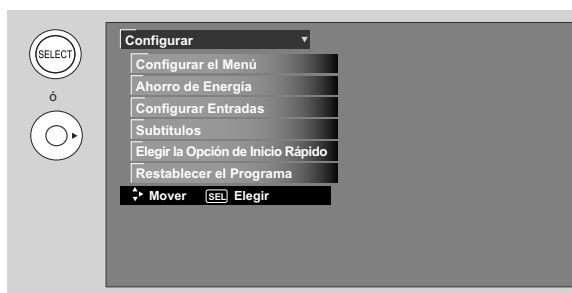 SELECT
ó
Configurar
Configurar el Menú
Ahorro de Energía
Configurar Entradas
Subtítulos
Elegir la Opción de Inicio Rápido
Restablecer el Programa
Mover SEL Elegir